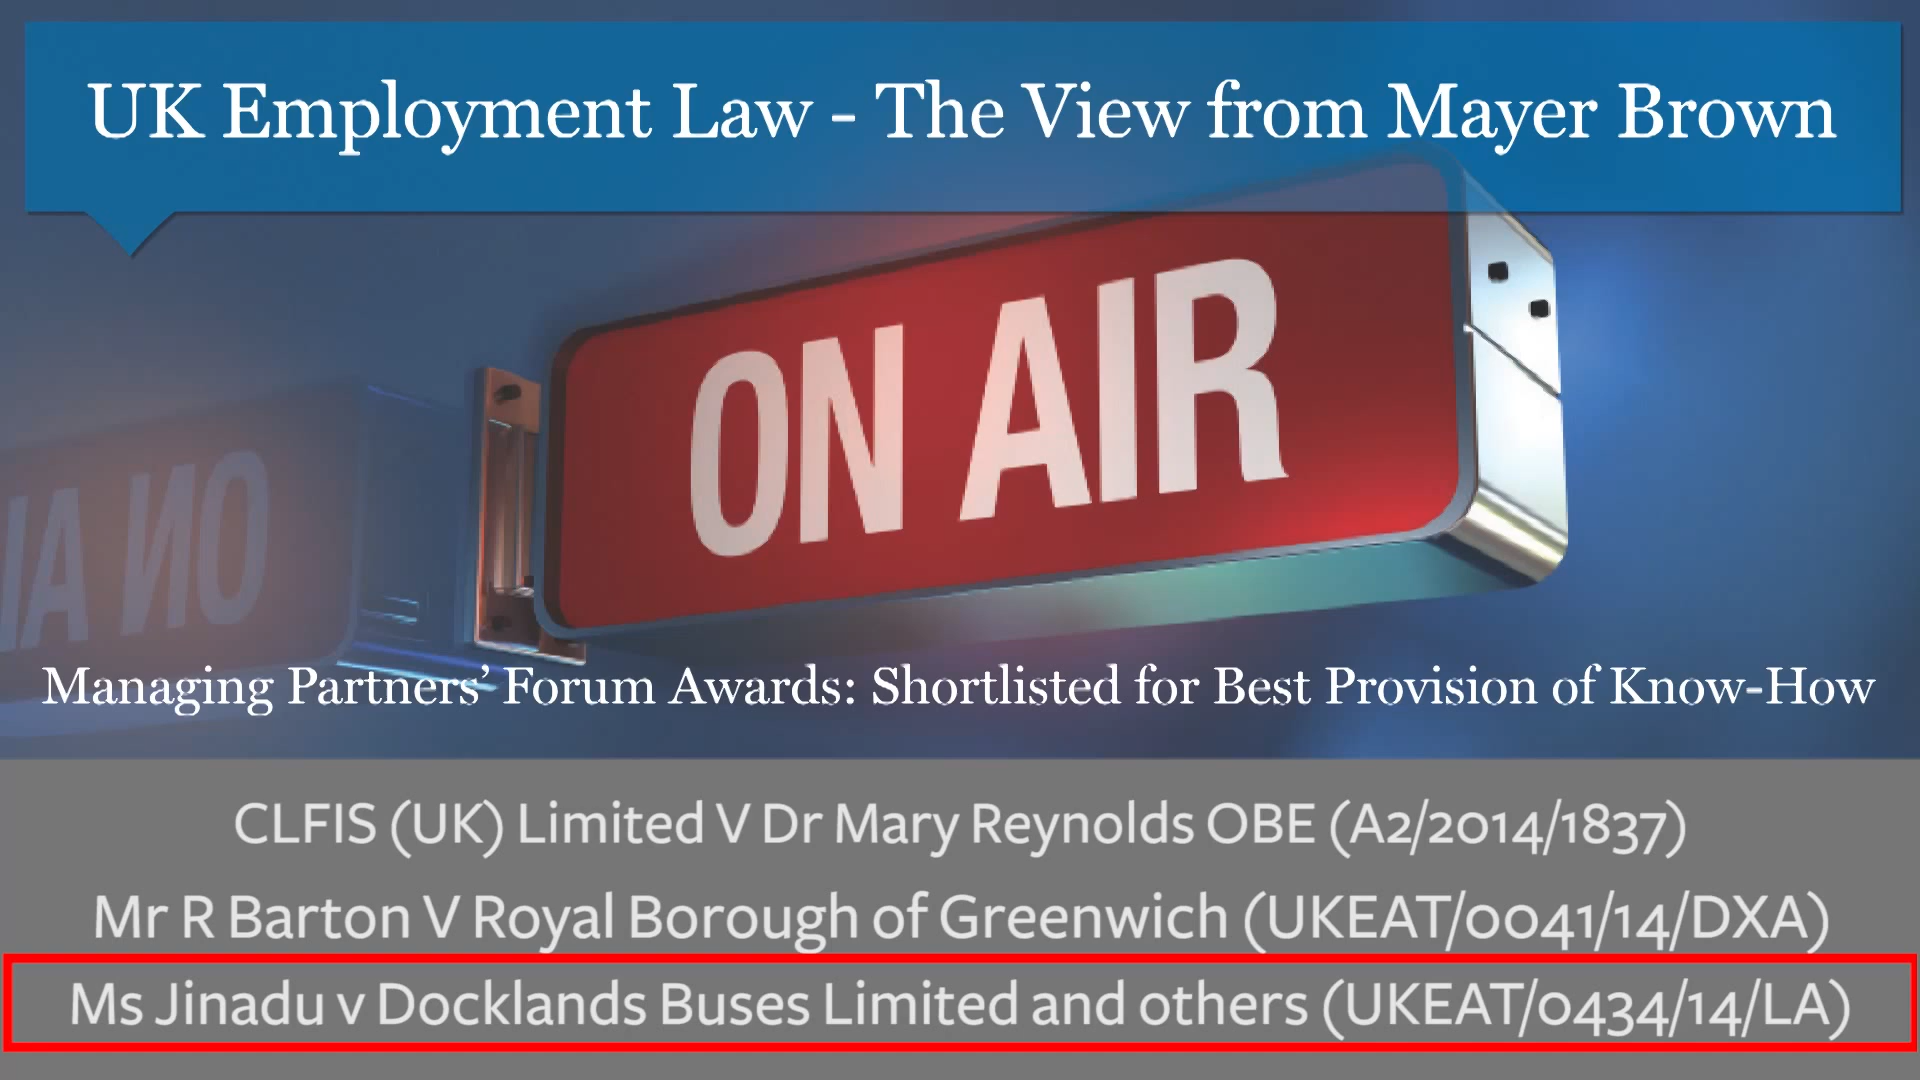 UK Employment Law - The View from Mayer Brown
ON AIR
ON AI
Managing Partners’ Forum Awards: Shortlisted for Best Provision of Know-How
CLFIS (UK) Limited V Dr Mary Reynolds OBE (A2/2014/1837)
Mr R Barton V Royal Borough of Greenwich (UKEAT/0041/14/DXA)
Ms Jinadu v Docklands Buses Limited and others (UKEAT/0434/14/LA)